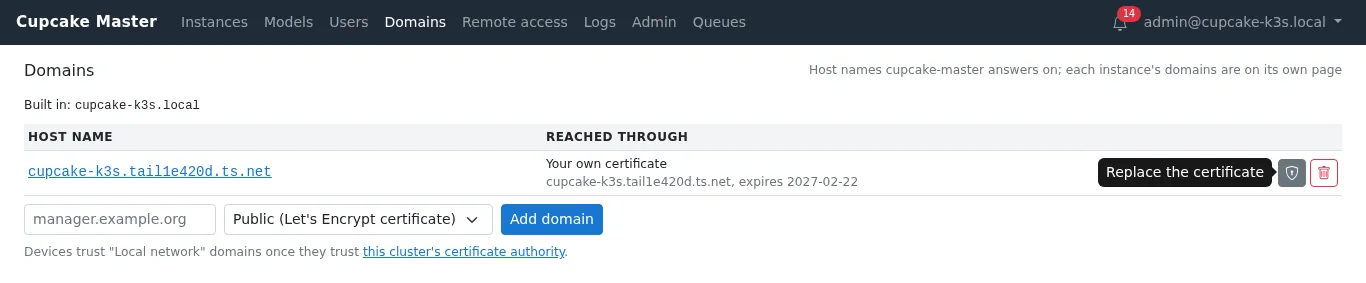 Cupcake Master Instances Models Users Domains Remote access Logs Admin Queues 14 admin@cupcake-k3s.local
Domains Host names cupcake-master answers on; each instance's domains are on its own page
Built in: cupcake-k3s.local
HOST NAME REACHED THROUGH
cupcake-k3s.tail1e420d.ts.net Your own certificate Replace the certificate
cupcake-k3s.tail1e420d.ts.net, expires 2027-02-22
manager.example.org Public (Let's Encrypt certificate) Add domain
Devices trust "Local network" domains once they trust this cluster's certificate authority.